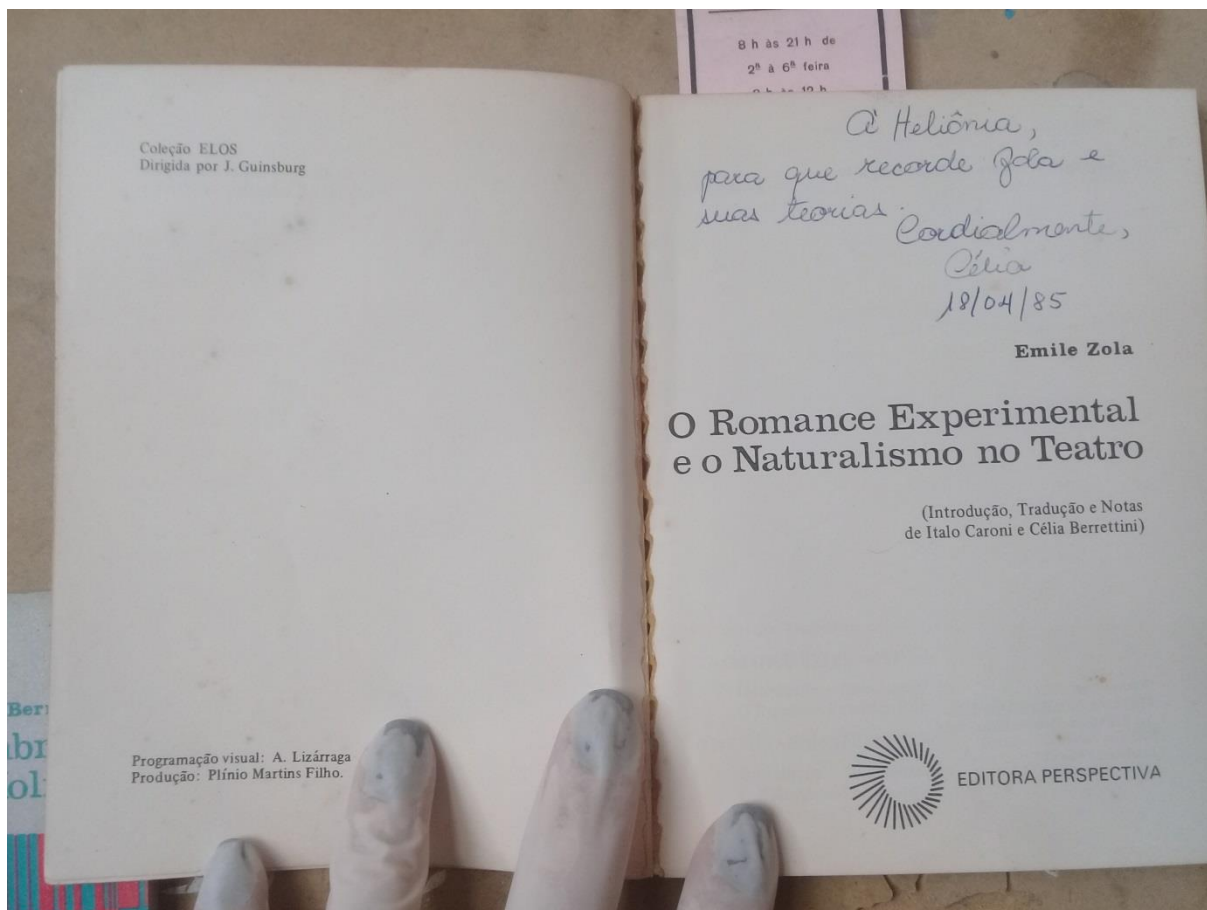 8 h às 21 h de
2ª à 6ª feira
Coleção ELOS
Dirigida por J. Guinsburg
À Heliônia,
para que recorde Zola e
suas teorias.
Cordialmente,
Célia
18/04/85
Emile Zola
O Romance Experimental
e o Naturalismo no Teatro
(Introdução, Tradução e Notas
de Italo Caroni e Célia Berrettini)
Programação visual: A. Lizárraga
Produção: Plínio Martins Filho.
EDITORA PERSPECTIVA